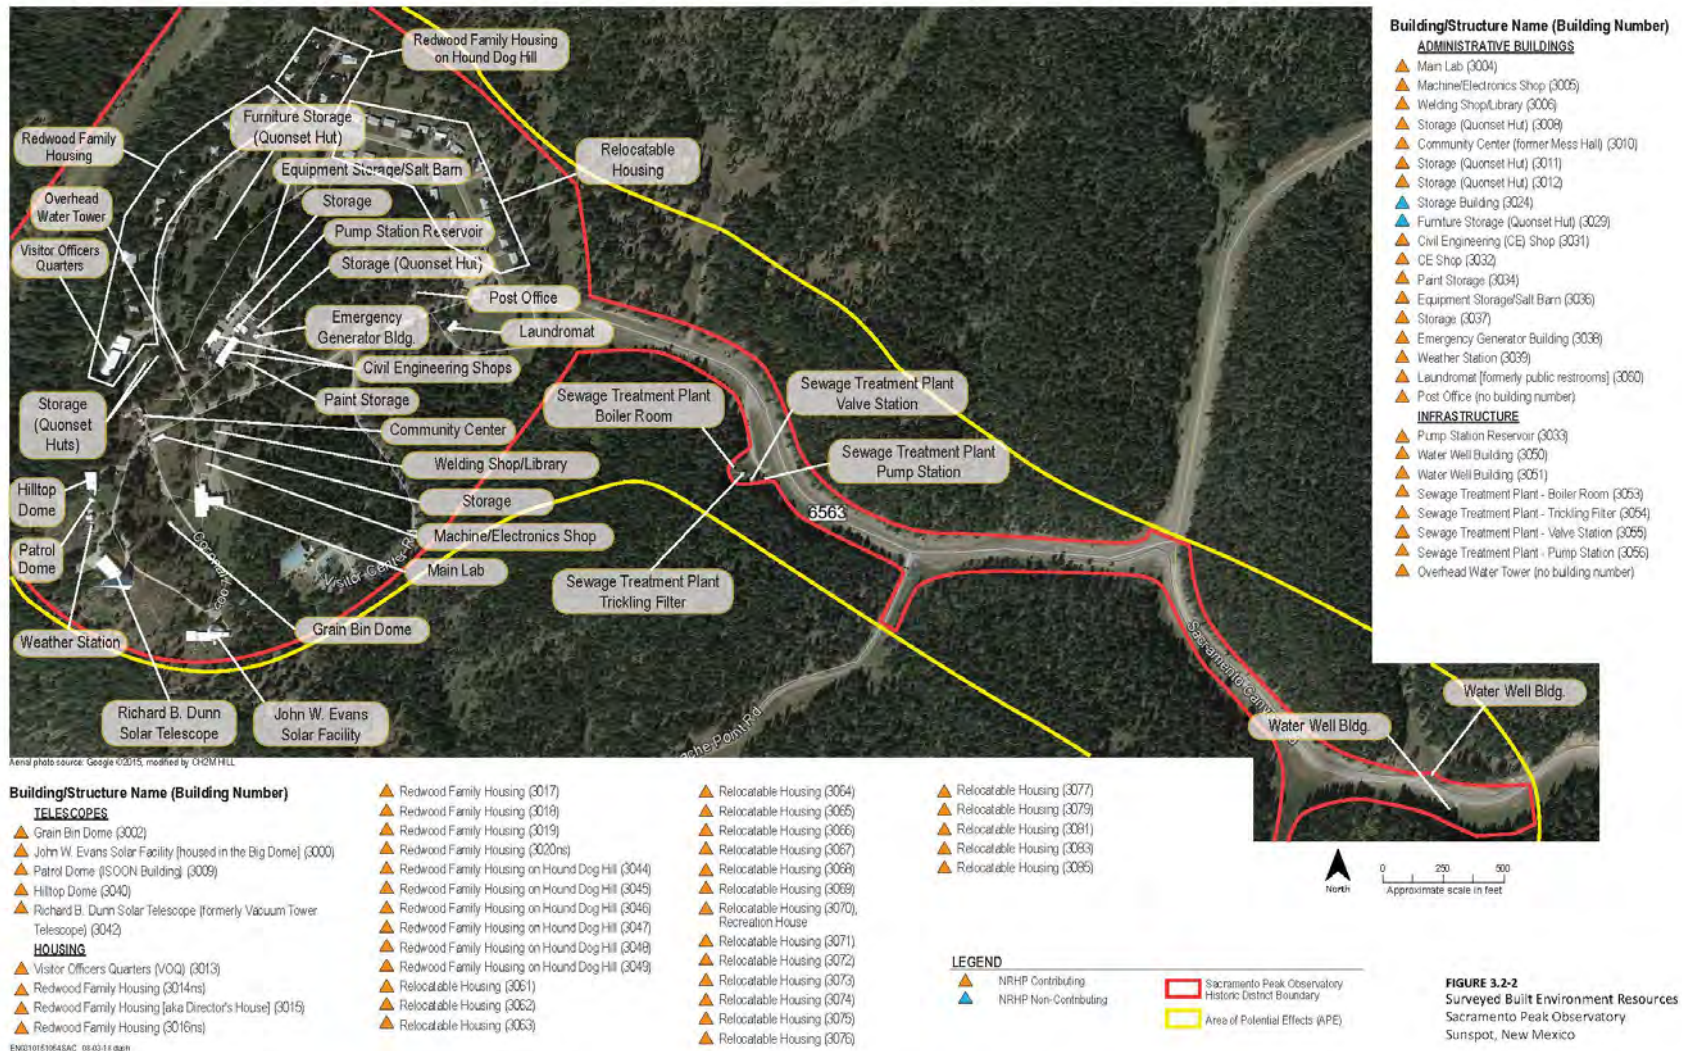 Redwood Family Housing
on Hound Dog Hill
Furniture Storage
(Quonset Hut)
Redwood Family
Housing
Relocatable
Housing
Equipment Storage/Salt Barn
Overhead
Water Tower
Storage
Pump Station Reservoir
Visitor Officers
Quarters
Storage (Quonset Hut)
Post Office
Emergency
Generator Bldg.
Laundromat
Civil Engineering Shops
Paint Storage
Storage
(Quonset
Huts)
Sewage Treatment Plant
Boiler Room
Sewage Treatment Plant
Valve Station
Community Center
Sewage Treatment Plant
Pump Station
Welding Shop/Library
Hilltop
Dome
Storage
6563
Machine/Electronics Shop
Patrol
Dome
Main Lab
Visitor Center Rd
Sewage Treatment Plant
Trickling Filter
Coronal Loop
Grain Bin Dome
Weather Station
Richard B. Dunn
Solar Telescope
John W. Evans
Solar Facility
Water Well Bldg.
Water Well Bldg.
Aerial photo source: Google ©2015, modified by CH2M HILL
Building/Structure Name (Building Number)
ADMINISTRATIVE BUILDINGS
Main Lab (3004)
Machine/Electronics Shop (3005)
Welding Shop/Library (3006)
Storage (Quonset Hut) (3008)
Community Center (former Mess Hall) (3010)
Storage (Quonset Hut) (3011)
Storage (Quonset Hut) (3012)
Storage Building (3024)
Furniture Storage (Quonset Hut) (3029)
Civil Engineering (CE) Shop (3031)
CE Shop (3032)
Paint Storage (3034)
Equipment Storage/Salt Barn (3036)
Storage (3037)
Emergency Generator Building (3038)
Weather Station (3039)
Laundromat [formerly public restrooms] (3060)
Post Office (no building number)
INFRASTRUCTURE
Pump Station Reservoir (3033)
Water Well Building (3050)
Water Well Building (3051)
Sewage Treatment Plant - Boiler Room (3053)
Sewage Treatment Plant - Trickling Filter (3054)
Sewage Treatment Plant - Valve Station (3055)
Sewage Treatment Plant - Pump Station (3056)
Overhead Water Tower (no building number)
Building/Structure Name (Building Number)
TELESCOPES
Grain Bin Dome (3002)
John W. Evans Solar Facility [housed in the Big Dome] (3000)
Patrol Dome (ISOON Building) (3009)
Hilltop Dome (3040)
Richard B. Dunn Solar Telescope (formerly Vacuum Tower
Telescope) (3042)
HOUSING
Visitor Officers Quarters (VOQ) (3013)
Redwood Family Housing (3014ns)
Redwood Family Housing [aka Director's House] (3015)
Redwood Family Housing (3016ns)
Redwood Family Housing (3017)
Redwood Family Housing (3018)
Redwood Family Housing (3019)
Redwood Family Housing (3020ns)
Redwood Family Housing on Hound Dog Hill (3044)
Redwood Family Housing on Hound Dog Hill (3045)
Redwood Family Housing on Hound Dog Hill (3046)
Redwood Family Housing on Hound Dog Hill (3047)
Redwood Family Housing on Hound Dog Hill (3048)
Redwood Family Housing on Hound Dog Hill (3049)
Relocatable Housing (3061)
Relocatable Housing (3062)
Relocatable Housing (3063)
Relocatable Housing (3064)
Relocatable Housing (3065)
Relocatable Housing (3066)
Relocatable Housing (3067)
Relocatable Housing (3068)
Relocatable Housing (3069)
Relocatable Housing (3070),
Recreation House
Relocatable Housing (3071)
Relocatable Housing (3072)
Relocatable Housing (3073)
Relocatable Housing (3074)
Relocatable Housing (3075)
Relocatable Housing (3076)
Relocatable Housing (3077)
Relocatable Housing (3079)
Relocatable Housing (3081)
Relocatable Housing (3083)
Relocatable Housing (3085)
North
0 250 500
Approximate scale in feet
LEGEND
NRHP Contributing
NRHP Non-Contributing
Sacramento Peak Observatory
Historic District Boundary
Area of Potential Effects (APE)
FIGURE 3.2-2
Surveyed Built Environment Resources
Sacramento Peak Observatory
Sunspot, New Mexico